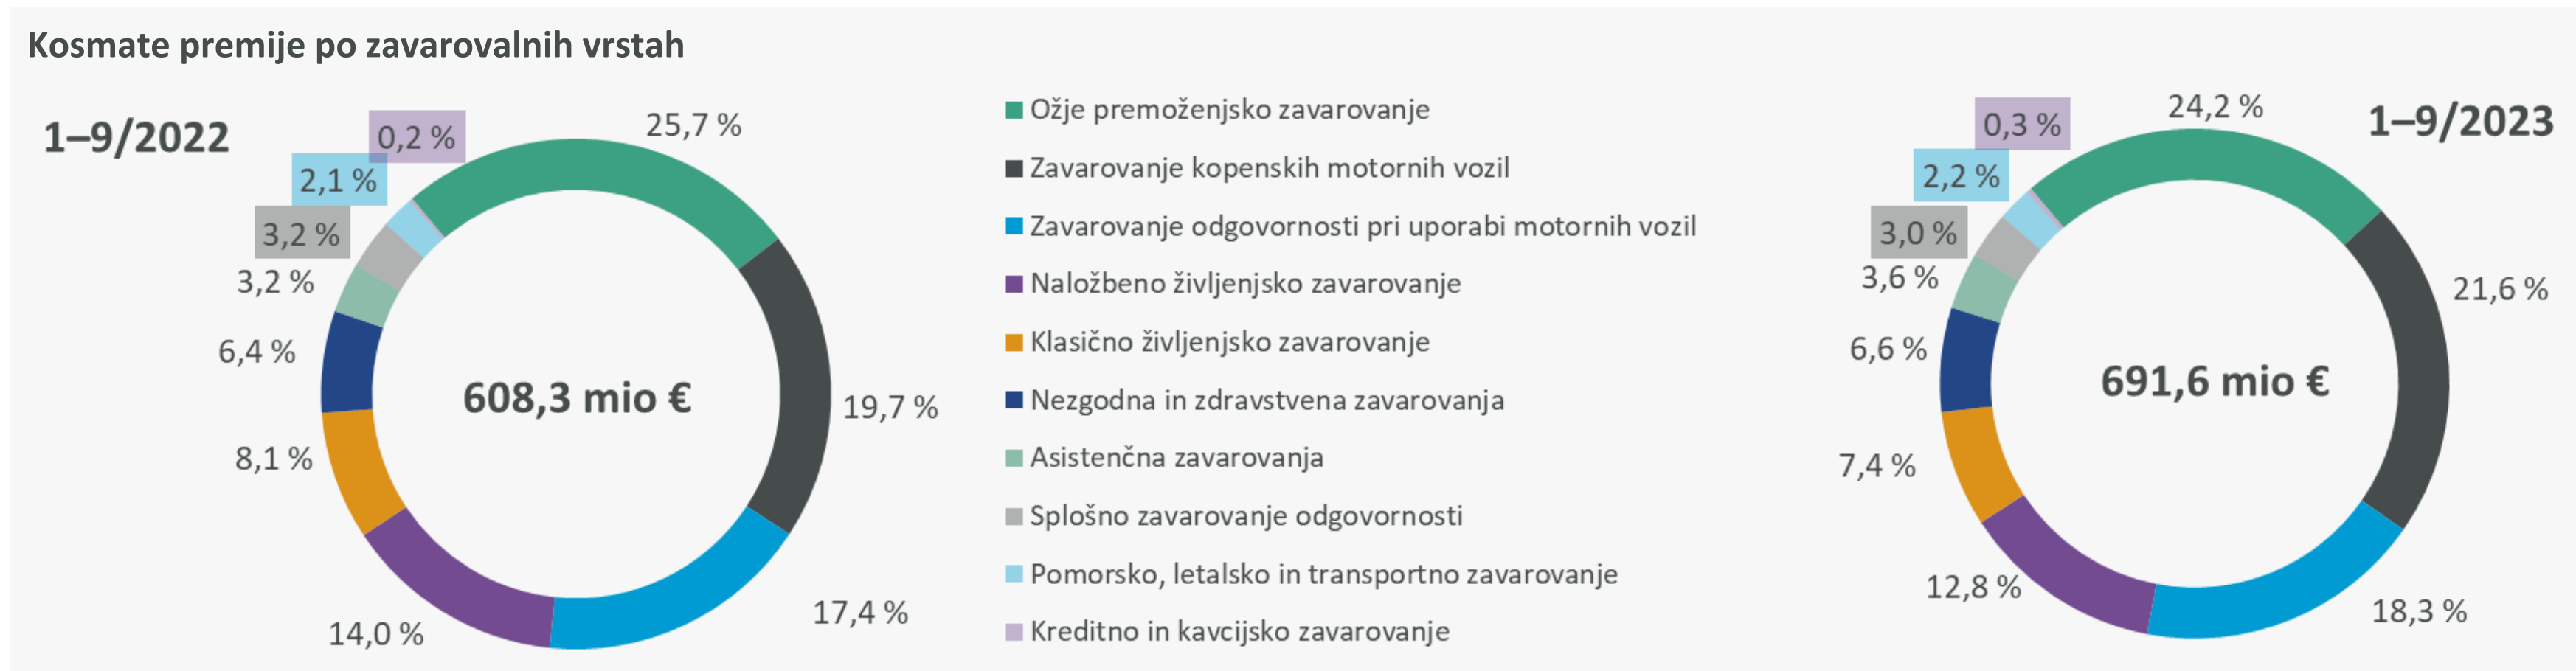 Kosmate premije po zavarovalnih vrstah
1–9/2022
25,7 %
19,7 %
17,4 %
14,0 %
8,1 %
6,4 %
3,2 %
3,2 %
2,1 %
0,2 %
608,3 mio €
Ožje premoženjsko zavarovanje
Zavarovanje kopenskih motornih vozil
Zavarovanje odgovornosti pri uporabi motornih vozil
Naložbeno življenjsko zavarovanje
Klasično življenjsko zavarovanje
Nezgodna in zdravstvena zavarovanja
Asistenčna zavarovanja
Splošno zavarovanje odgovornosti
Pomorsko, letalsko in transportno zavarovanje
Kreditno in kavcijsko zavarovanje
1–9/2023
24,2 %
21,6 %
18,3 %
12,8 %
7,4 %
6,6 %
3,6 %
3,0 %
2,2 %
0,3 %
691,6 mio €